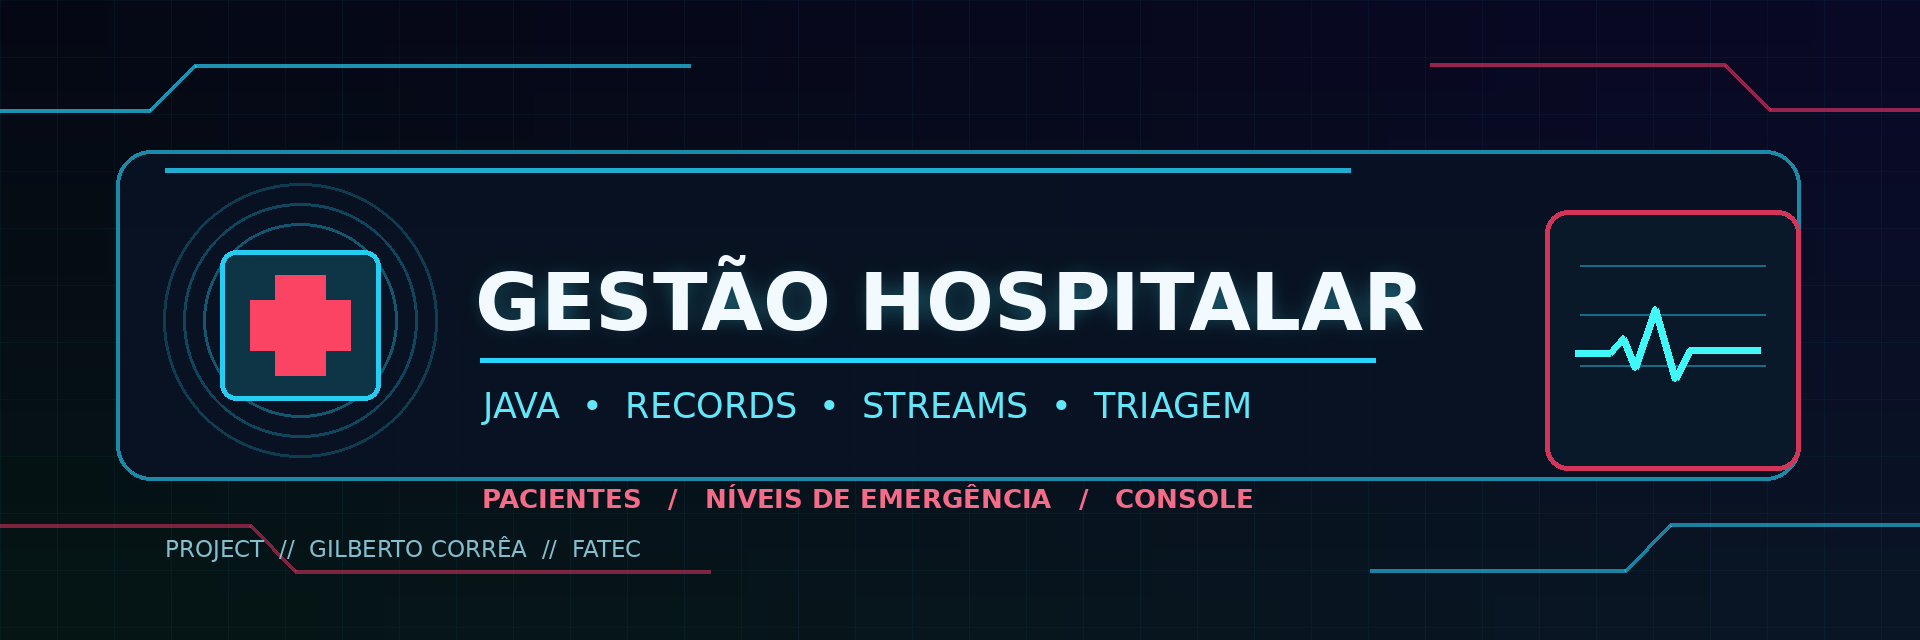 GESTÃO HOSPITALAR
JAVA • RECORDS • STREAMS • TRIAGEM
PACIENTES / NÍVEIS DE EMERGÊNCIA / CONSOLE
PROJECT // GILBERTO CORRÊA // FATEC